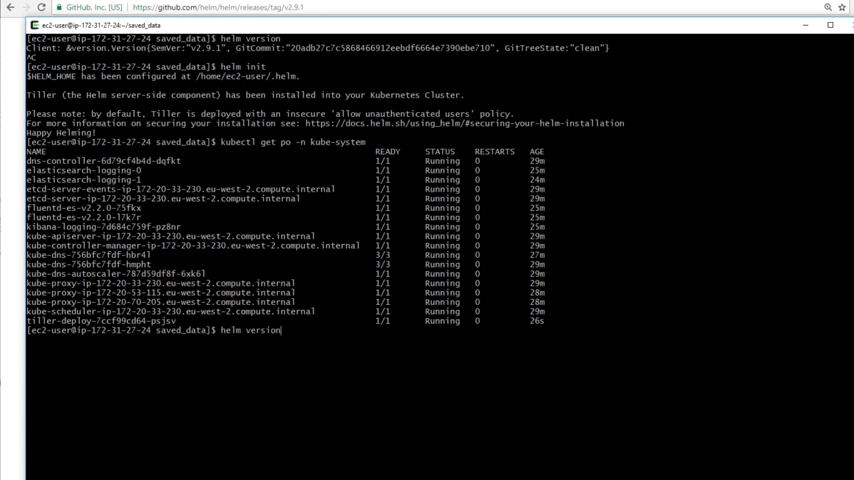 GitHub, Inc. [US] https://github.com/helm/helm/releases/tag/v2.9.1
ec2-user@ip-172-31-27-24:~/saved_data
[ec2-user@ip-172-31-27-24 saved_data]$ helm version
Client: &version.Version{SemVer:"v2.9.1", GitCommit:"20adb27c7c5868466912eebdf6664e7390ebe710", GitTreeState:"clean"}
^C
[ec2-user@ip-172-31-27-24 saved_data]$ helm init
$HELM_HOME has been configured at /home/ec2-user/.helm.
Tiller (the Helm server-side component) has been installed into your Kubernetes Cluster.
Please note: by default, Tiller is deployed with an insecure 'allow unauthenticated users' policy.
For more information on securing your installation see: https://docs.helm.sh/using_helm/#securing-your-helm-installation
Happy Helming!
[ec2-user@ip-172-31-27-24 saved_data]$ kubectl get po -n kube-system
NAME READY STATUS RESTARTS AGE
dns-controller-6d79cf4b4d-dqfkt 1/1 Running 0 29m
elasticsearch-logging-0 1/1 Running 0 25m
elasticsearch-logging-1 1/1 Running 0 24m
etcd-server-events-ip-172-20-33-230.eu-west-2.compute.internal 1/1 Running 0 29m
etcd-server-ip-172-20-33-230.eu-west-2.compute.internal 1/1 Running 0 29m
fluentd-es-v2.2.0-75fkx 1/1 Running 0 25m
fluentd-es-v2.2.0-l7k7r 1/1 Running 0 25m
kibana-logging-7d684c759f-pz8nr 1/1 Running 0 25m
kube-apiserver-ip-172-20-33-230.eu-west-2.compute.internal 1/1 Running 0 29m
kube-controller-manager-ip-172-20-33-230.eu-west-2.compute.internal 1/1 Running 0 29m
kube-dns-756bfc7fdf-hbr4l 3/3 Running 0 27m
kube-dns-756bfc7fdf-hmpht 3/3 Running 0 29m
kube-dns-autoscaler-787d59df8f-6xk6l 1/1 Running 0 29m
kube-proxy-ip-172-20-33-230.eu-west-2.compute.internal 1/1 Running 0 29m
kube-proxy-ip-172-20-53-115.eu-west-2.compute.internal 1/1 Running 0 28m
kube-proxy-ip-172-20-70-205.eu-west-2.compute.internal 1/1 Running 0 28m
kube-scheduler-ip-172-20-33-230.eu-west-2.compute.internal 1/1 Running 0 29m
tiller-deploy-7ccf99cd64-psjsv 1/1 Running 0 26s
[ec2-user@ip-172-31-27-24 saved_data]$ helm version